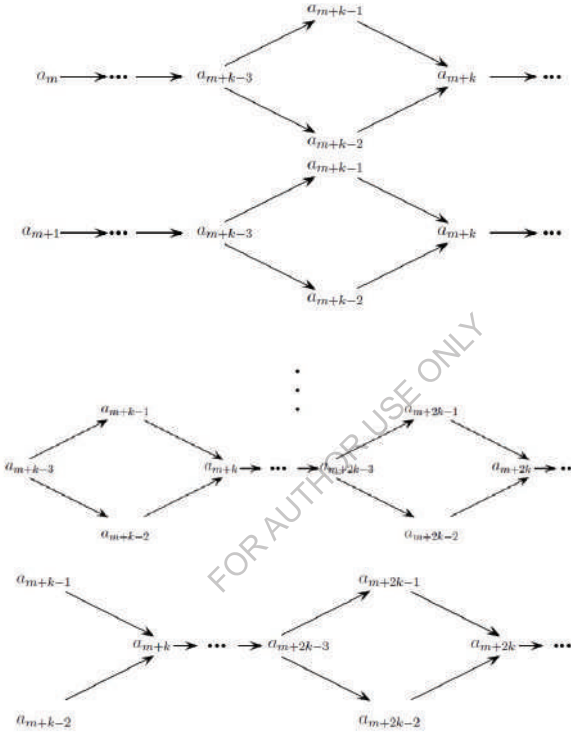 a_{m+k-1}
a_m ... a_{m+k-3} a_{m+k} ...
a_{m+k-2}
a_{m+k-1}
a_{m+1} ... a_{m+k-3} a_{m+k} ...
a_{m+k-2}
a_{m+k-1} a_{m+2k-1}
a_{m+k-3} a_{m+k} ... a_{m+2k-3} a_{m+2k} ...
a_{m+k-2} a_{m+2k-2}
FOR AUTHOR USE ONLY
a_{m+k-1} a_{m+2k-1}
a_{m+k} ... a_{m+2k-3} a_{m+2k} ...
a_{m+k-2} a_{m+2k-2}